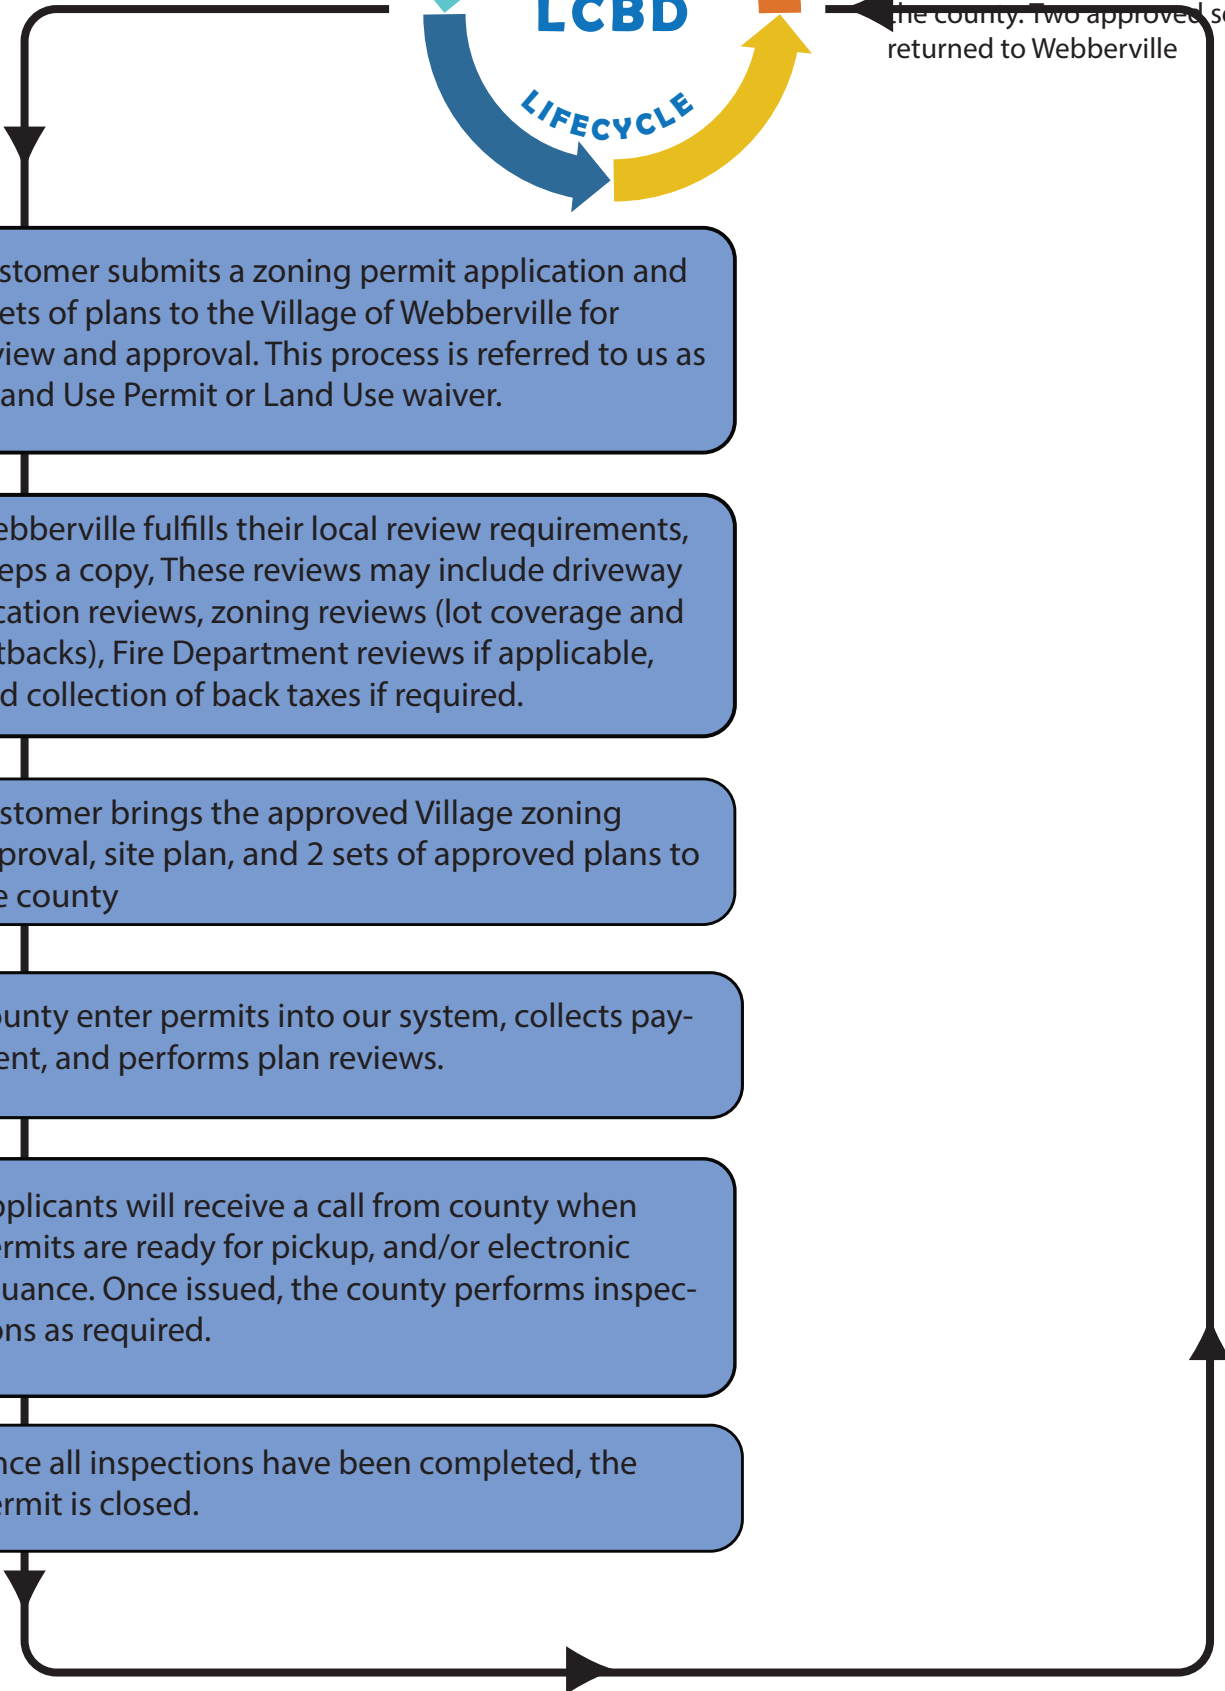 LCBD
LIFECYCLE
the county. Two approved
returned to Webberville
stomer submits a zoning permit application and
ets of plans to the Village of Webberville for
view and approval. This process is referred to us as
and Use Permit or Land Use waiver.
ebberville fulfills their local review requirements,
eps a copy, These reviews may include driveway
cation reviews, zoning reviews (lot coverage and
tbacks), Fire Department reviews if applicable,
d collection of back taxes if required.
stomer brings the approved Village zoning
proval, site plan, and 2 sets of approved plans to
e county
ounty enter permits into our system, collects pay-
ent, and performs plan reviews.
pplicants will receive a call from county when
ermits are ready for pickup, and/or electronic
uance. Once issued, the county performs inspec-
ons as required.
nce all inspections have been completed, the
ermit is closed.